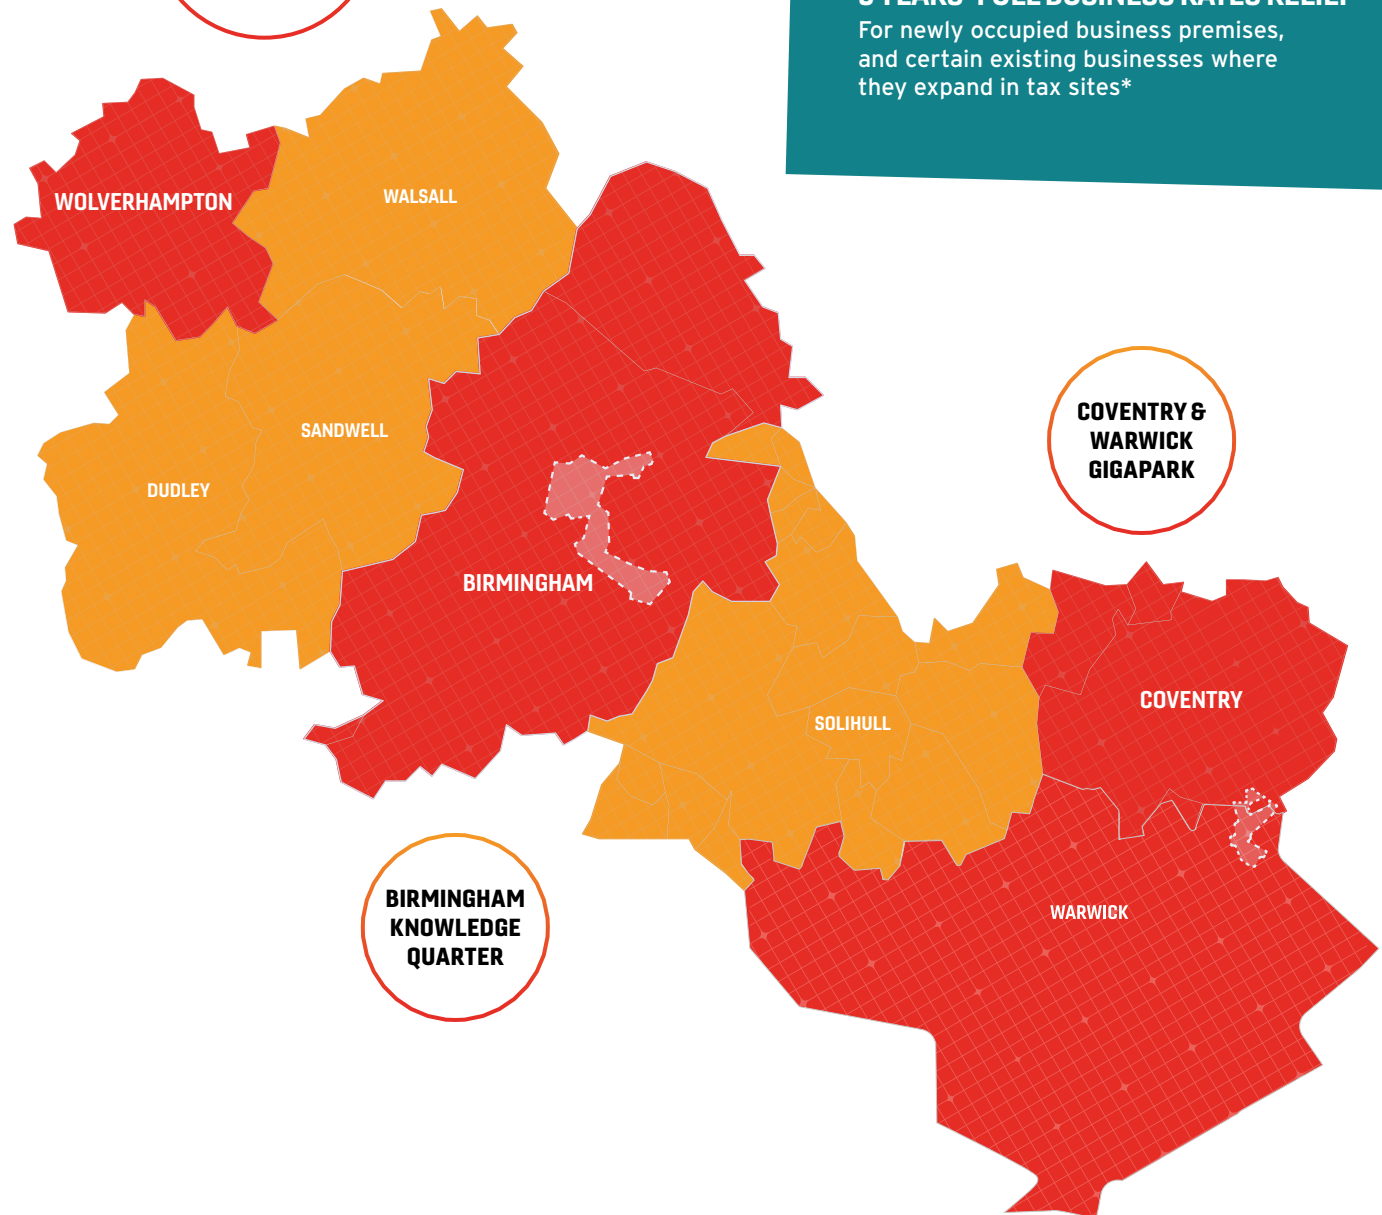 For newly occupied business premises,
and certain existing businesses where
they expand in tax sites*
WOLVERHAMPTON
WALSALL
SANDWELL
DUDLEY
BIRMINGHAM
COVENTRY &
WARWICK
GIGAPARK
COVENTRY
SOLIHULL
BIRMINGHAM
KNOWLEDGE
QUARTER
WARWICK